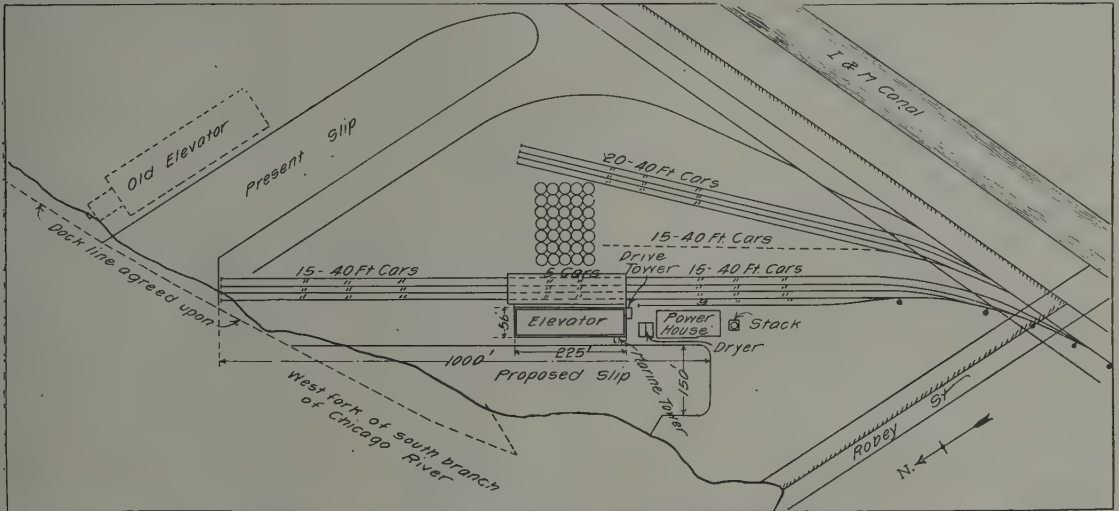 I & M Canal
Old Elevator
Present Slip
20-40 Ft Cars
Dock line agreed upon
15-40 Ft. Cars
15-40 Ft Cars
5 Cars
Drive
Tower
15-40 Ft Cars
56'
Elevator
Power
House
Stack
Dryer
225'
1000'
Proposed Slip
150'
Marine Tower
West fork of south branch
of Chicago
River
Robey St
N.